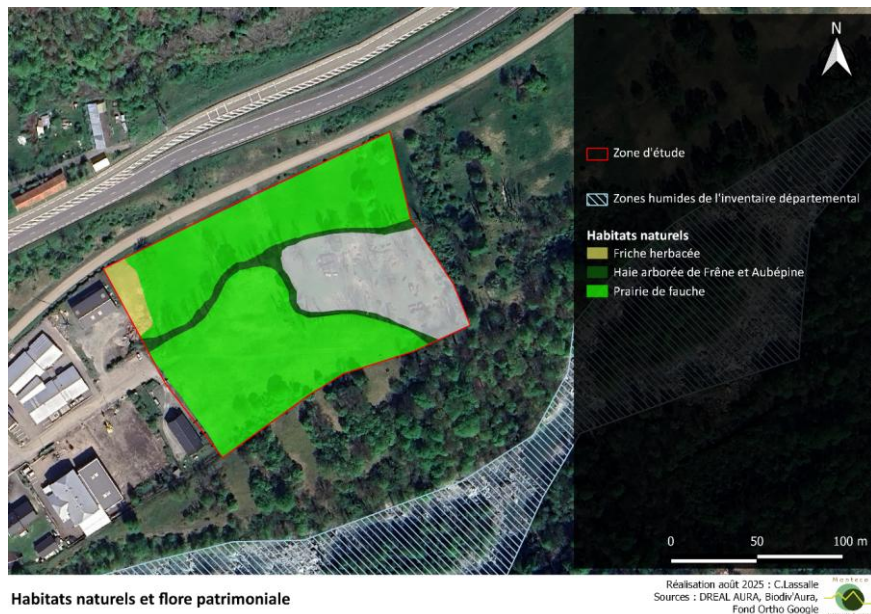 N
Zone d'étude
Zones humides de l'inventaire départemental
Habitats naturels
Friche herbacée
Haie arborée de Frêne et Aubépine
Prairie de fauche
0 50 100 m
Habitats naturels et flore patrimoniale
Réalisation août 2025 : C.Lassalle
Sources : DREAL AURA, Biodiv'Aura,
Fond Ortho Google
Monteco